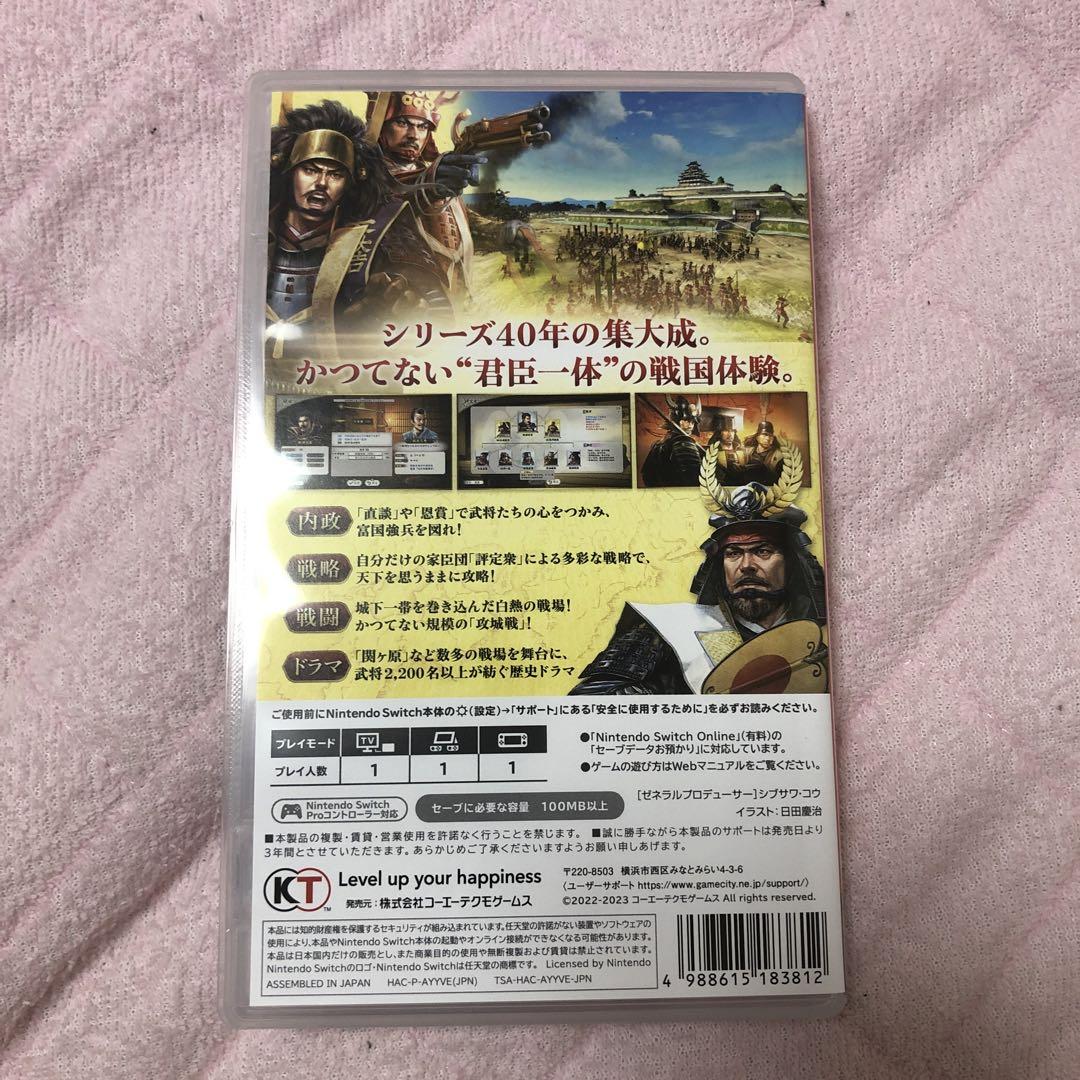 シリーズ40年の集大成。
かつてない“君臣一体”の戦国体験。
内政
「直談」や「恩賞」で武将たちの心をつかみ、
富国強兵を図れ!
戦略
自分だけの家臣団「評定衆」による多彩な戦略で、
天下を思うままに攻略!
戦闘
城下一帯を巻き込んだ白熱の戦場!
かつてない規模の「攻城戦」!
ドラマ
「関ヶ原」など数多の戦場を舞台に、
武将2,200名以上が紡ぐ歴史ドラマ
ご使用前にNintendo Switch本体の(設定)→「サポート」にある「安全に使用するために」を必ずお読みください。
プレイモード TV
プレイ人数 1 1 1
●「Nintendo Switch Online」(有料)の
「セーブデータお預かり」に対応しています。
●ゲームの遊び方はWebマニュアルをご覧ください。
Nintendo Switch
Proコントローラー対応
セーブに必要な容量 100MB以上
[ゼネラルプロデューサー]シブサワ・コウ
イラスト:日田慶治
■本製品の複製・賃貸・営業使用を許諾なく行うことを禁じます。 ■誠に勝手ながら本製品のサポートは発売日より
3年間とさせていただきます。あらかじめご了承くださいますようお願い申しあげます。
KT™
Level up your happiness
発売元:株式会社コーエーテクモゲームス
〒220-8503 横浜市西区みなとみらい4-3-6
〈ユーザーサポート https://www.gamecity.ne.jp/support/〉
©2022-2023 コーエーテクモゲームス All rights reserved.
本品には知的財産権を保護するセキュリティが組み込まれています。任天堂の許諾がない装置やソフトウェアの
使用により、本品やNintendo Switch本体の起動やオンライン接続ができなくなる可能性があります。
本品は日本国内だけの販売とし、また商業目的の使用や無断複製および賃貸は禁止されています。
Nintendo Switchのロゴ・Nintendo Switchは任天堂の商標です。 Licensed by Nintendo
ASSEMBLED IN JAPAN HAC-P-AYYVE(JPN) TSA-HAC-AYYVE-JPN
4 988615 183812